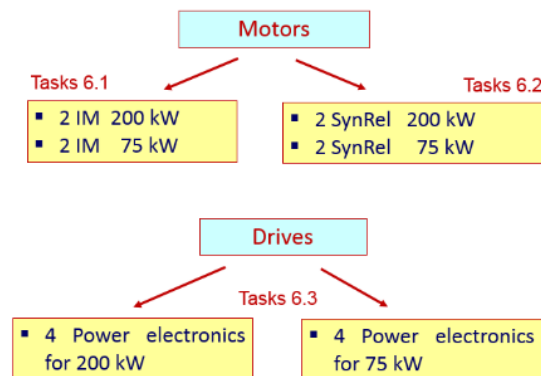 Motors
Tasks 6.1
Tasks 6.2
▪ 2 IM 200 kW
▪ 2 IM 75 kW
▪ 2 SynRel 200 kW
▪ 2 SynRel 75 kW
Drives
Tasks 6.3
▪ 4 Power electronics
for 200 kW
▪ 4 Power electronics
for 75 kW